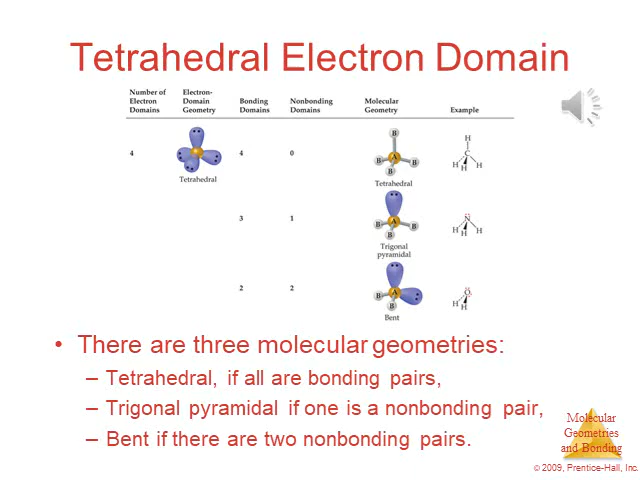 Tetrahedral Electron Domain
Number of Electron Domains
Electron-Domain Geometry
Bonding Domains
Nonbonding Domains
Molecular Geometry
Example
4
4
0
Tetrahedral
B
A
B
B
B
Tetrahedral
H
C
H
H
H
3
1
A
B
B
B
Trigonal pyramidal
N
H
H
H
2
2
A
B
B
Bent
O
H
H
• There are three molecular geometries:
– Tetrahedral, if all are bonding pairs,
– Trigonal pyramidal if one is a nonbonding pair,
– Bent if there are two nonbonding pairs.
Molecular
Geometries
and Bonding
© 2009, Prentice-Hall, Inc.